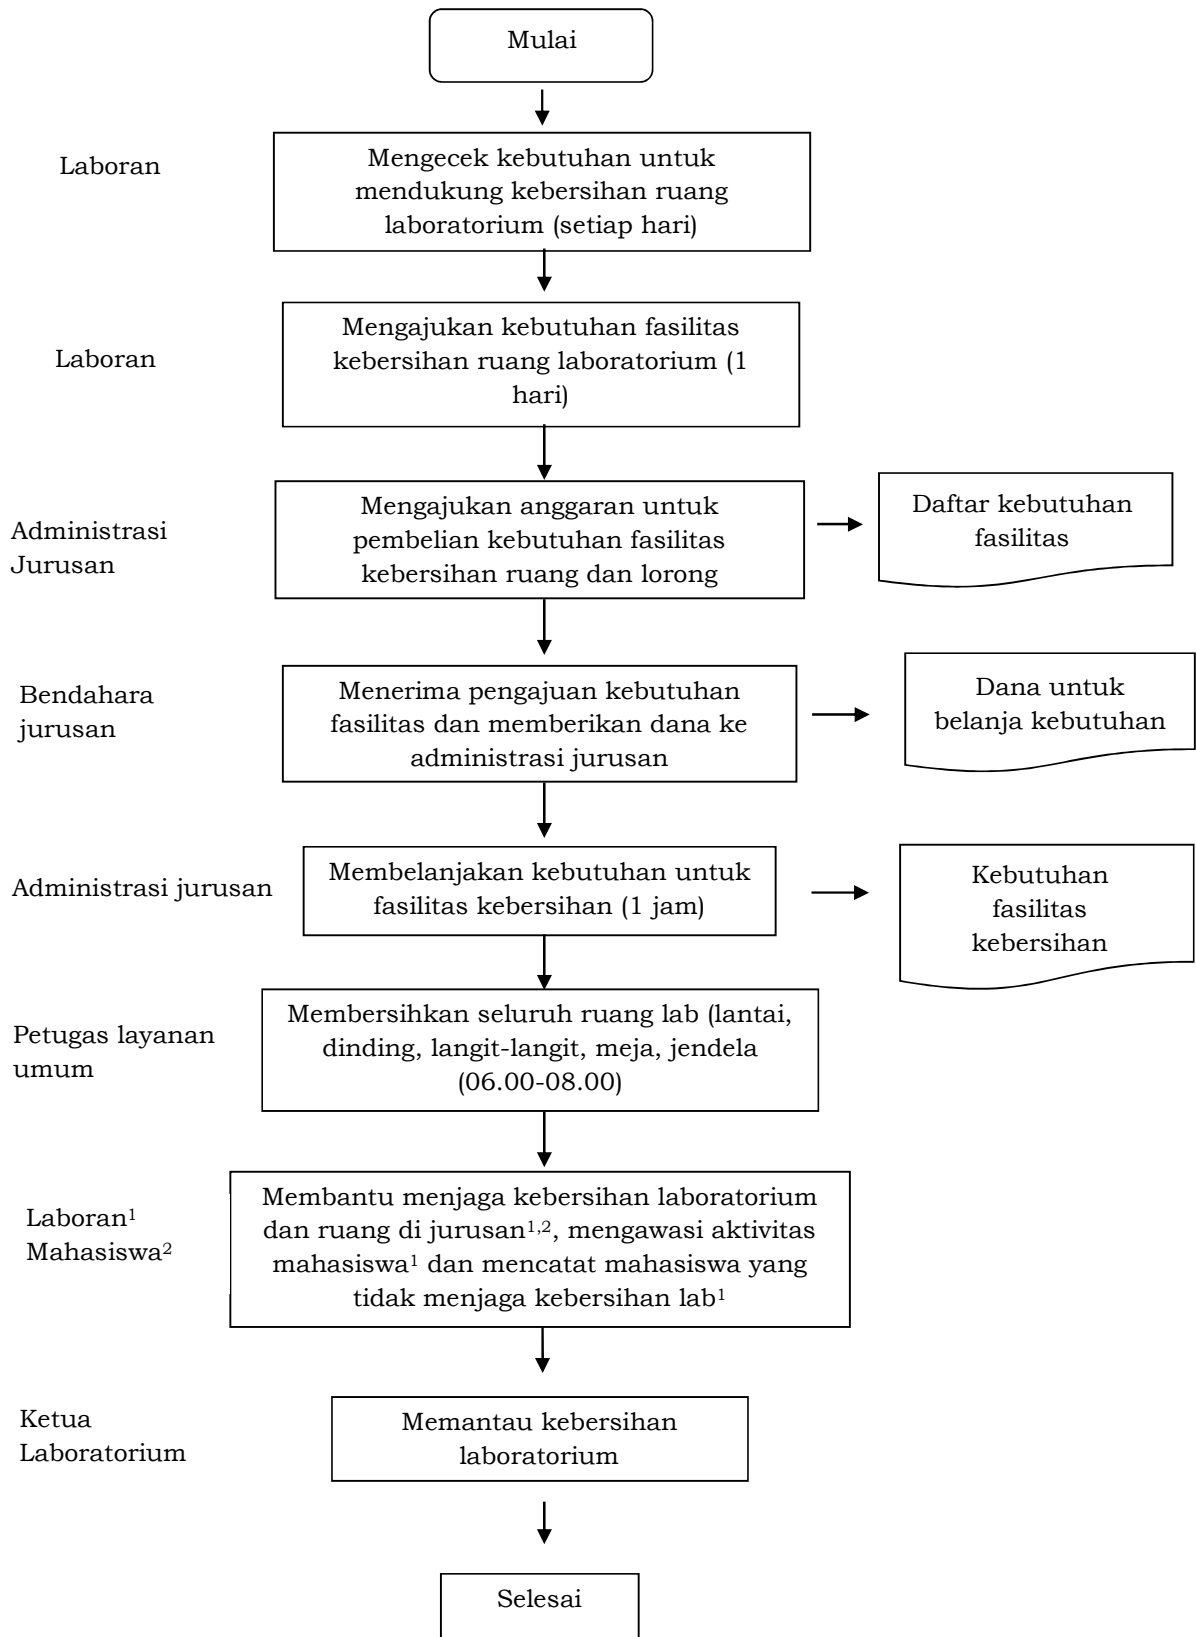 Mulai
Laboran
Mengecek kebutuhan untuk
mendukung kebersihan ruang
laboratorium (setiap hari)
Laboran
Mengajukan kebutuhan fasilitas
kebersihan ruang laboratorium (1
hari)
Administrasi
Jurusan
Mengajukan anggaran untuk
pembelian kebutuhan fasilitas
kebersihan ruang dan lorong
Daftar kebutuhan
fasilitas
Bendahara
jurusan
Menerima pengajuan kebutuhan
fasilitas dan memberikan dana ke
administrasi jurusan
Dana untuk
belanja kebutuhan
Administrasi jurusan
Membelanjakan kebutuhan untuk
fasilitas kebersihan (1 jam)
Kebutuhan
fasilitas
kebersihan
Petugas layanan
umum
Membersihkan seluruh ruang lab (lantai,
dinding, langit-langit, meja, jendela
(06.00-08.00)
Laboran¹
Mahasiswa²
Membantu menjaga kebersihan laboratorium
dan ruang di jurusan¹,², mengawasi aktivitas
mahasiswa¹ dan mencatat mahasiswa yang
tidak menjaga kebersihan lab¹
Ketua
Laboratorium
Memantau kebersihan
laboratorium
Selesai